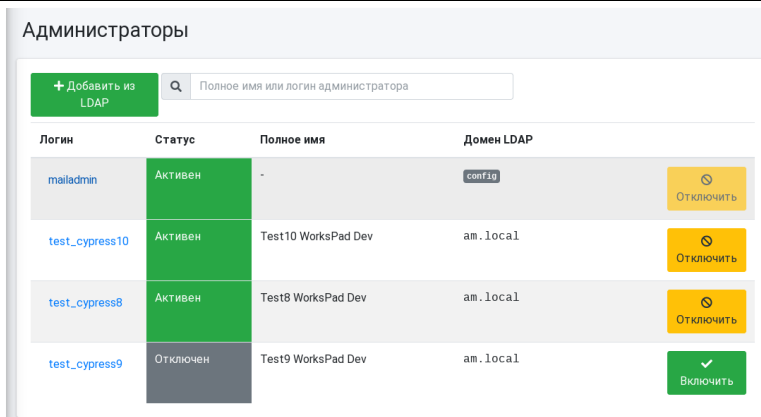 Администраторы
Добавить из
LDAP
Полное имя или логин администратора
Логин Статус Полное имя Домен LDAP
mailadmin Активен - config
Отключить
test_cypress10 Активен Test10 WorksPad Dev am.local
Отключить
test_cypress8 Активен Test8 WorksPad Dev am.local
Отключить
test_cypress9 Отключен Test9 WorksPad Dev am.local
Включить